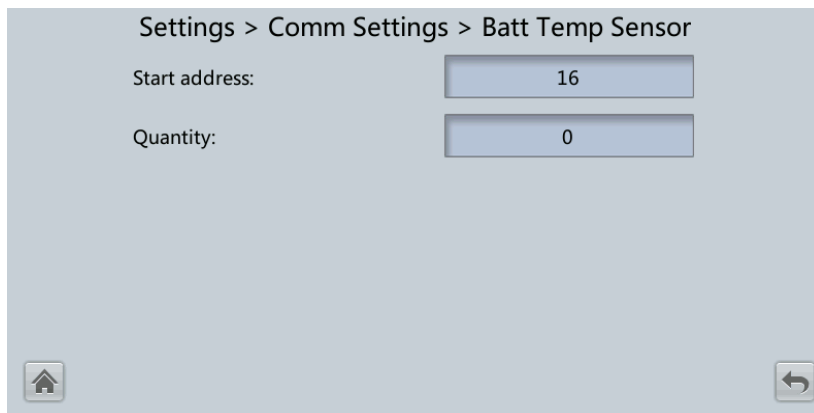 Settings > Comm Settings > Batt Temp Sensor
Start address: 16
Quantity: 0